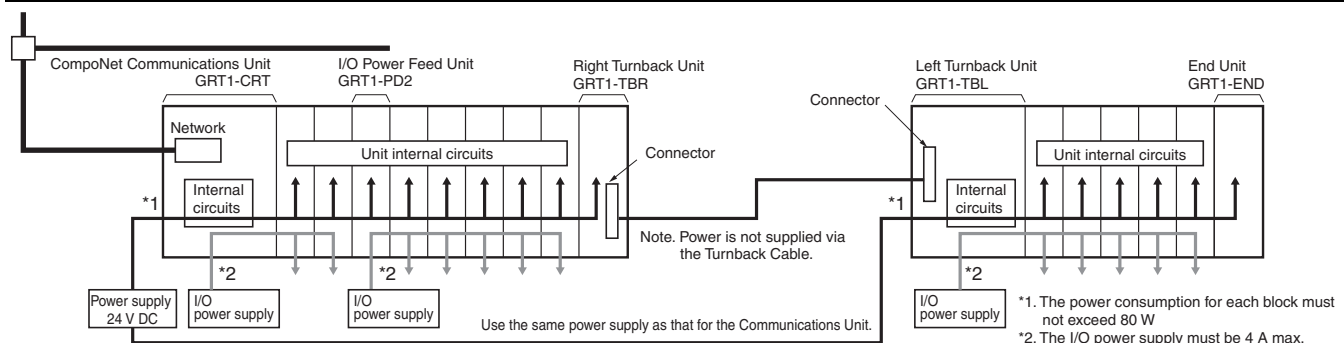 CompoNet Communications Unit
GRT1-CRT
I/O Power Feed Unit
GRT1-PD2
Right Turnback Unit
GRT1-TBR
Left Turnback Unit
GRT1-TBL
End Unit
GRT1-END
Connector
Network
Unit internal circuits
Connector
Unit internal circuits
Internal
circuits
*1
Internal
circuits
*1
Note. Power is not supplied via
the Turnback Cable.
*2
*2
*2
Power supply
24 V DC
I/O
power supply
I/O
power supply
Use the same power supply as that for the Communications Unit.
I/O
power supply
*1. The power consumption for each block must
not exceed 80 W
*2. The I/O power supply must be 4 A max.